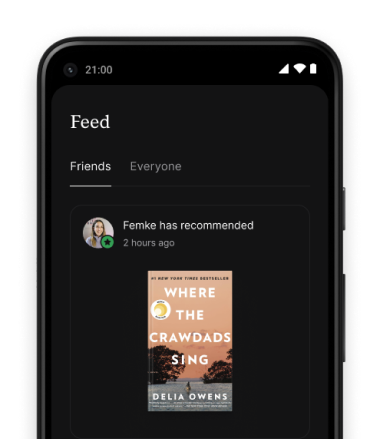 21:00
Feed
Friends Everyone
Femke has recommended
2 hours ago
#1 NEW YORK TIMES BESTSELLER
WHERE
THE
CRAWDADS
SING
DELIA OWENS